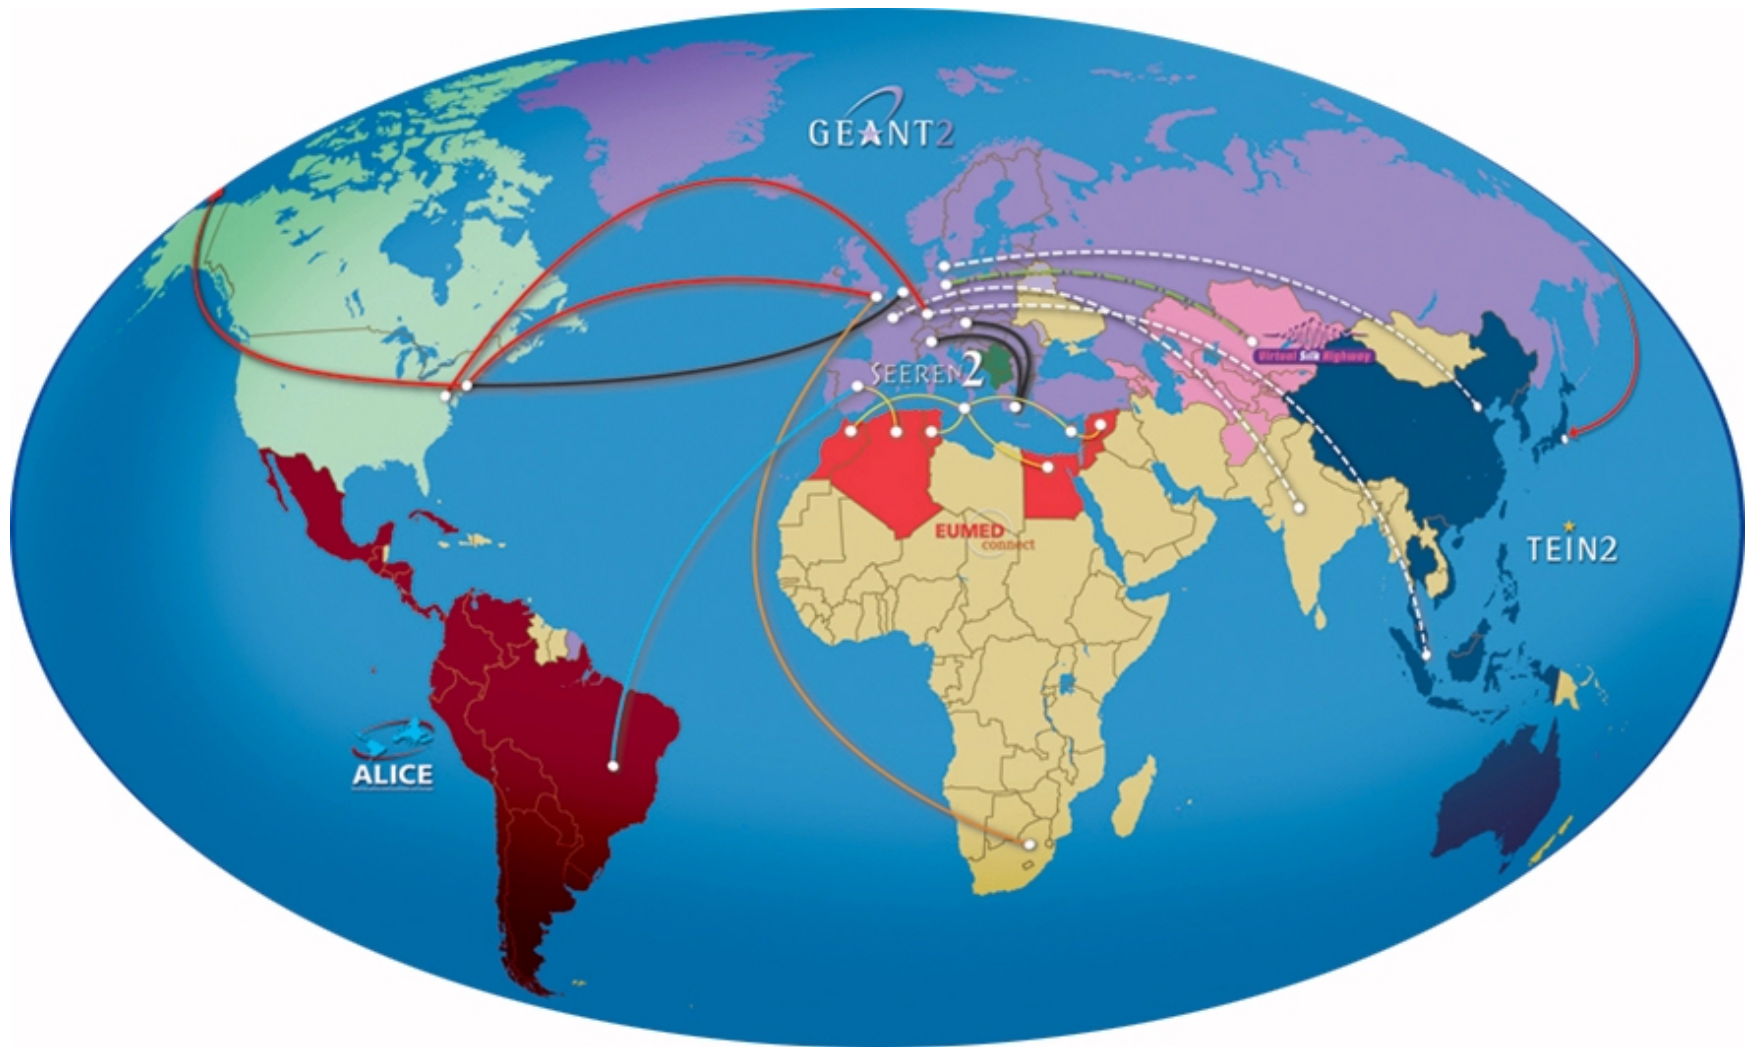 GEANT2
Virtual Silk Highway
SEEREN2
EUMED
connect
TEIN2
ALICE